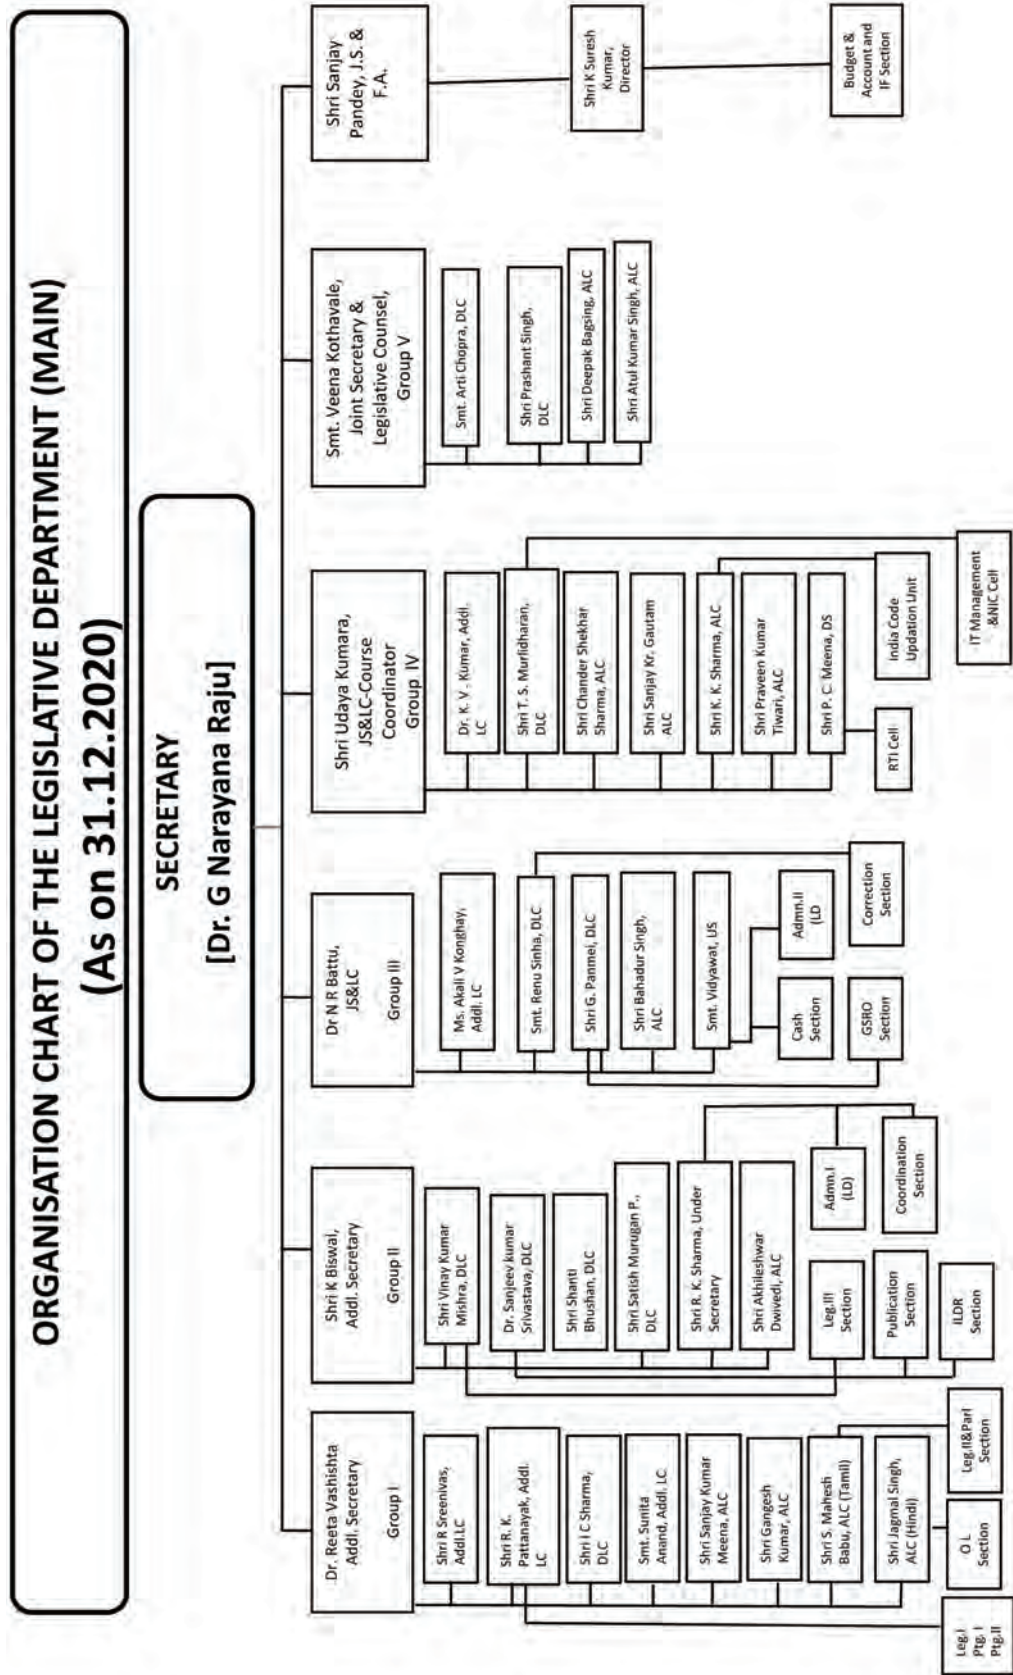 ORGANISATION CHART OF THE LEGISLATIVE DEPARTMENT (MAIN)
(As on 31.12.2020)
SECRETARY
[Dr. G Narayana Raju]
Dr. Reeta Vashishta
Addl. Secretary
Group I
Shri R Sreenivas,
Addl.LC
Shri R. K.
Pattanayak, Addl.
LC
Shri I C Sharma,
DLC
Smt. Sunita
Anand, Addl. LC
Shri Sanjay Kumar
Meena, ALC
Shri Gangesh
Kumar, ALC
Shri S. Mahesh
Babu, ALC (Tamil)
Shri Jagmal Singh,
ALC (Hindi)
Leg.I
Ptg. I
Ptg.II
O L
Section
Leg.II&Parl
Section
Shri K Biswal,
Addl. Secretary
Group II
Shri Vinay Kumar
Mishra, DLC
Dr. Sanjeev kumar
Srivastava, DLC
Shri Shanti
Bhushan, DLC
Shri Satish Murugan P.,
DLC
Shri R. K. Sharma, Under
Secretary
Shri Akhileshwar
Dwivedi, ALC
Leg.III
Section
Admn.I
(LD)
Publication
Section
Coordination
Section
ILDR
Section
Dr N R Battu,
JS&LC
Group III
Ms. Akali V Konghay,
Addl. LC
Smt. Renu Sinha, DLC
Shri G. Panmei, DLC
Shri Bahadur Singh,
ALC
Smt. Vidyawat, US
Cash
Section
Admn.II
(LD
GSRO
Section
Correction
Section
Shri Udaya Kumara,
JS&LC-Course
Coordinator
Group IV
Dr. K. V . Kumar, Addl.
LC
Shri T. S. Murlidharan,
DLC
Shri Chander Shekhar
Sharma, ALC
Shri Sanjay Kr. Gautam
ALC
Shri K. K. Sharma, ALC
Shri Praveen Kumar
Tiwari, ALC
Shri P. C. Meena, DS
RTI Cell
India Code
Updation Unit
IT Management
&NIC Cell
Smt. Veena Kothavale,
Joint Secretary &
Legislative Counsel,
Group V
Smt. Arti Chopra, DLC
Shri Prashant Singh,
DLC
Shri Deepak Bagsing, ALC
Shri Atul Kumar Singh, ALC
Shri Sanjay
Pandey, J.S. &
F.A.
Shri K Suresh
Kumar,
Director
Budget &
Account and
IF Section